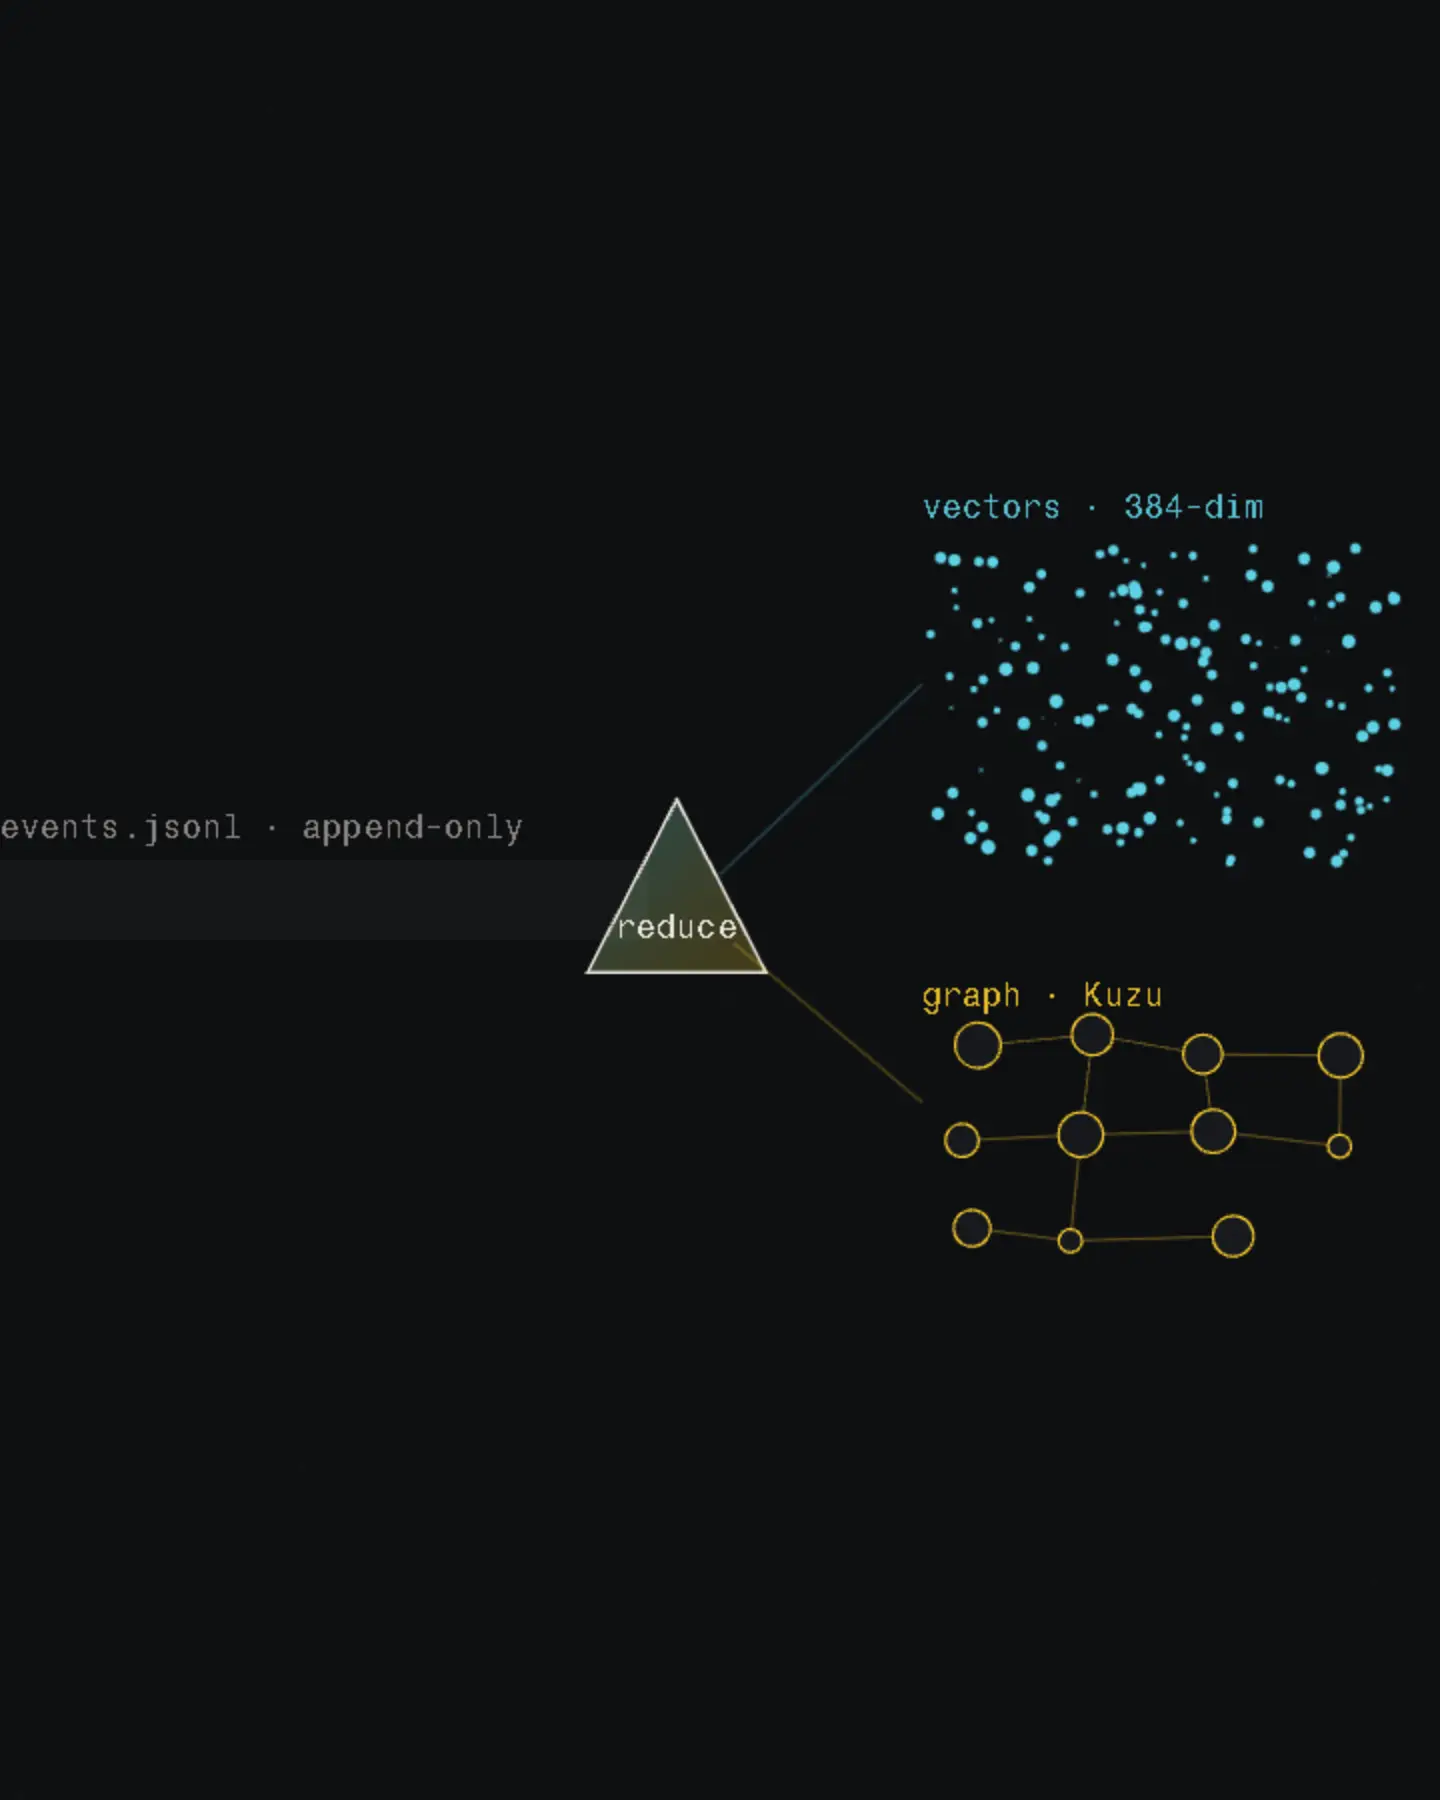 vectors · 384-dim
events.jsonl · append-only
reduce
graph · Kuzu